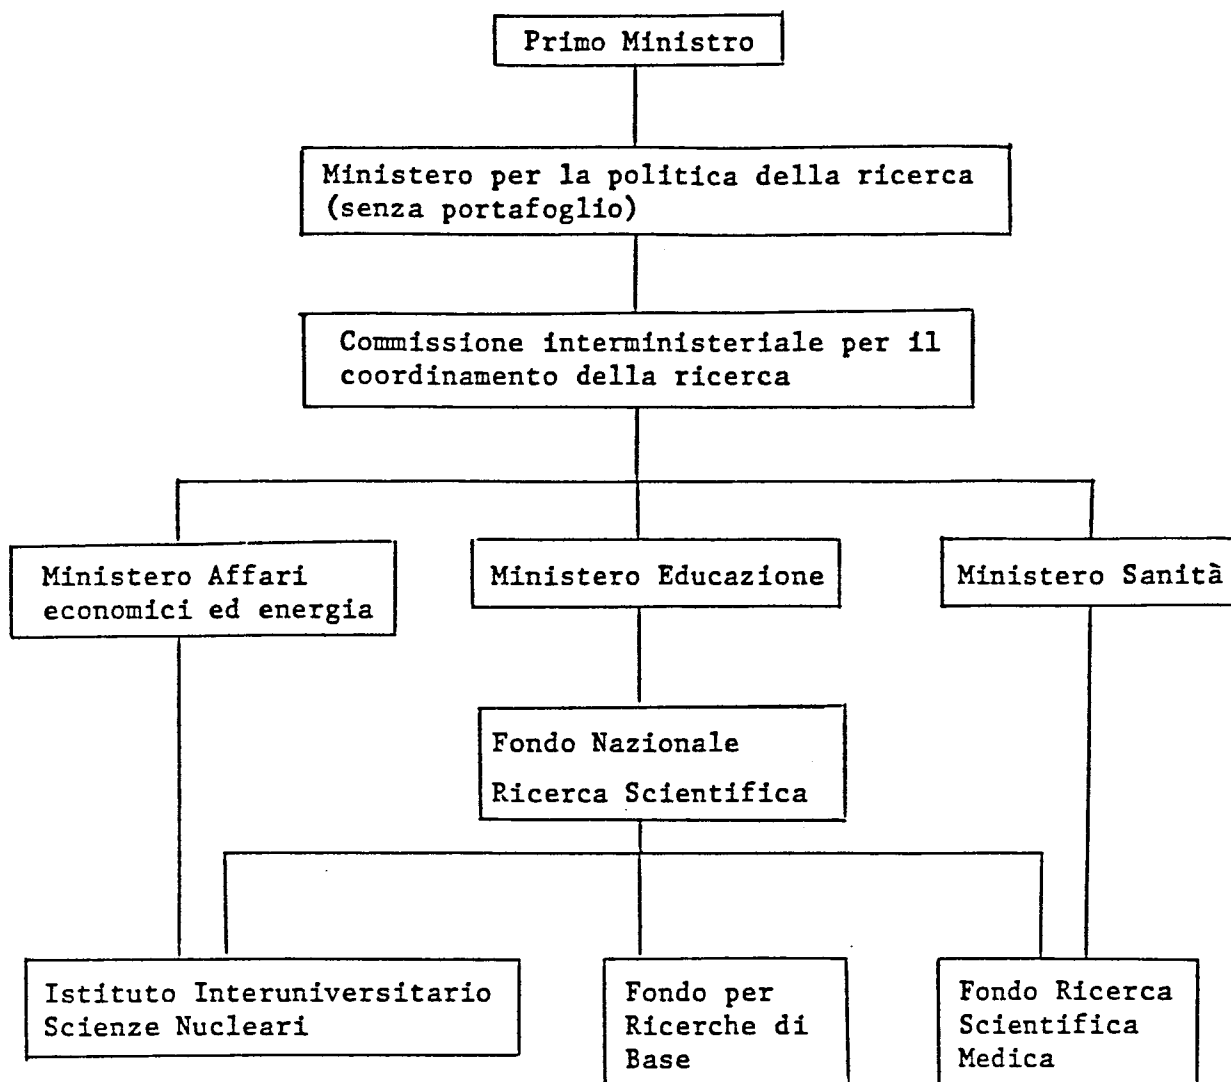 Primo Ministro
Ministero per la politica della ricerca
(senza portafoglio)
Commissione interministeriale per il
coordinamento della ricerca
Ministero Affari
economici ed energia
Ministero Educazione
Ministero Sanità
Fondo Nazionale
Ricerca Scientifica
Istituto Interuniversitario
Scienze Nucleari
Fondo per
Ricerche di
Base
Fondo Ricerca
Scientifica
Medica